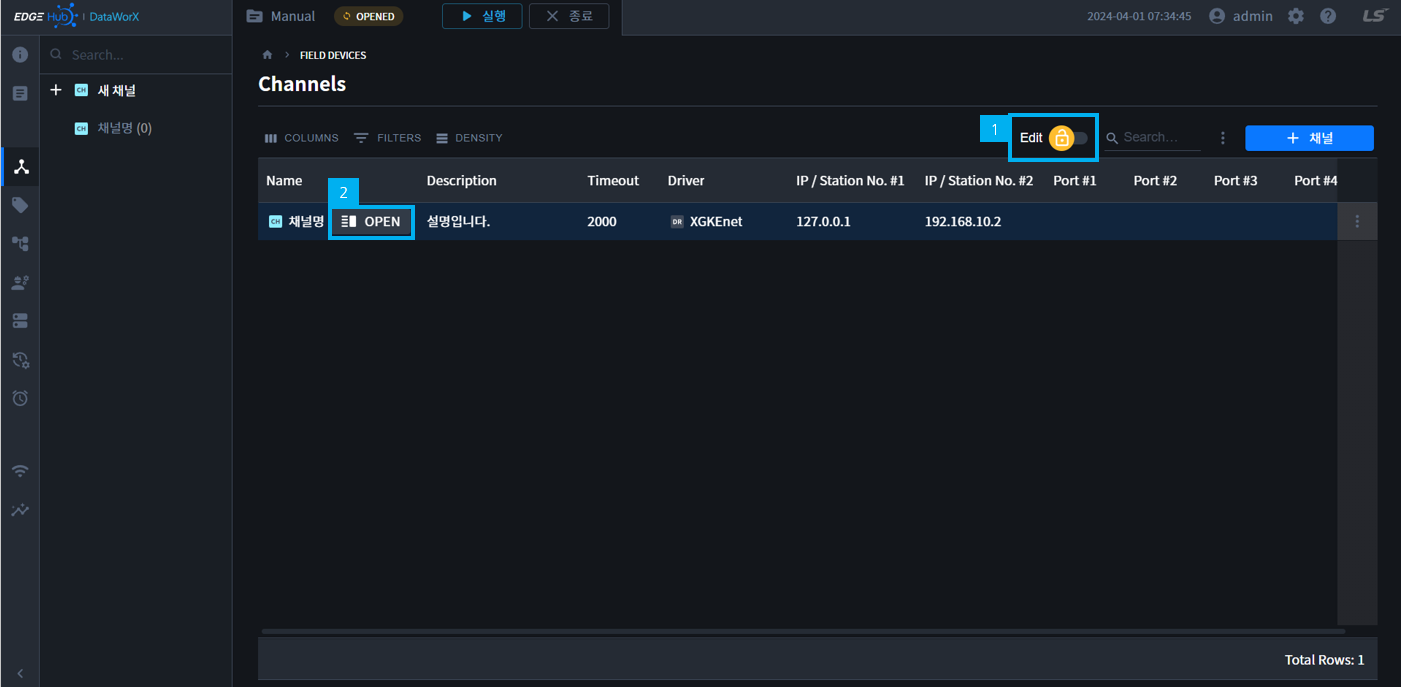 EDGE Hub | DataWorX
Manual OPENED 실행 종료 2024-04-01 07:34:45 admin LS
Search...
새 채널
채널명 (0)
FIELD DEVICES
Channels
COLUMNS FILTERS DENSITY 1 Edit Search... 채널
Name Description Timeout Driver IP / Station No. #1 IP / Station No. #2 Port #1 Port #2 Port #3 Port #4
2
CH 채널명 OPEN 설명입니다. 2000 DR XGKEnet 127.0.0.1 192.168.10.2
Total Rows: 1